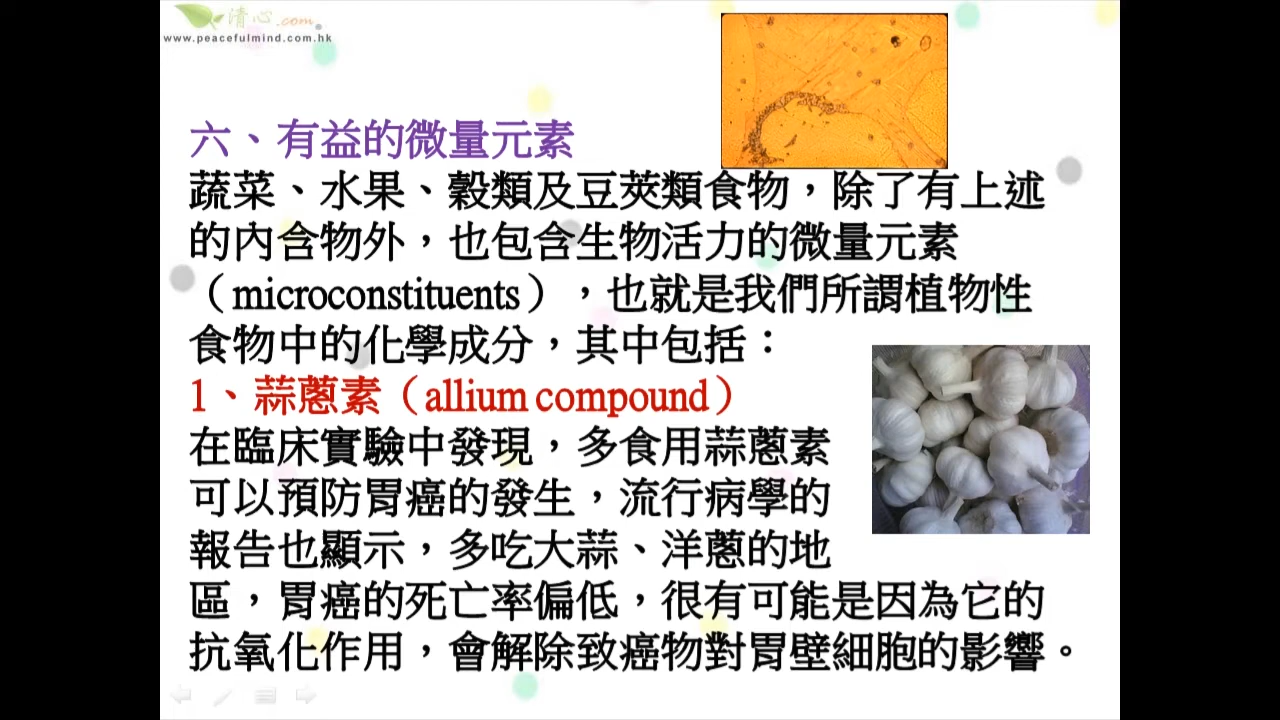 清心.com
www.peacefulmind.com.hk
六、有益的微量元素
蔬菜、水果、穀類及豆莢類食物，除了有上述
的內含物外，也包含生物活力的微量元素
（microconstituents），也就是我們所謂植物性
食物中的化學成分，其中包括：
1、蒜蔥素（allium compound）
在臨床實驗中發現，多食用蒜蔥素
可以預防胃癌的發生，流行病學的
報告也顯示，多吃大蒜、洋蔥的地
區，胃癌的死亡率偏低，很有可能是因為它的
抗氧化作用，會解除致癌物對胃壁細胞的影響。